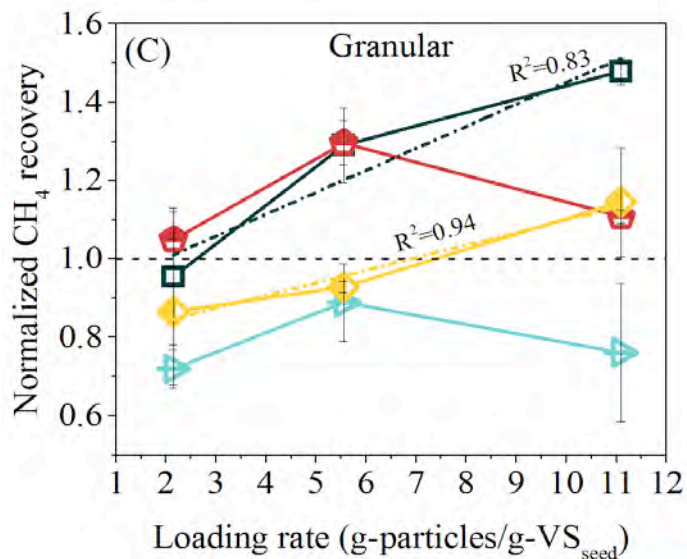 (C) Granular
R²=0.83
R²=0.94
1.6
1.4
1.2
1.0
0.8
0.6
Normalized CH₄ recovery
1 2 3 4 5 6 7 8 9 10 11 12
Loading rate (g-particles/g-VS_seed)